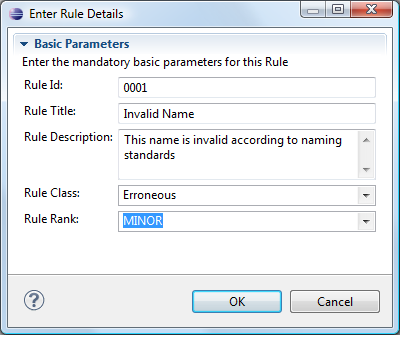 Enter Rule Details
Basic Parameters
Enter the mandatory basic parameters for this Rule
Rule Id: 0001
Rule Title: Invalid Name
Rule Description: This name is invalid according to naming
standards
Rule Class: Erroneous
Rule Rank: MINOR
? OK Cancel